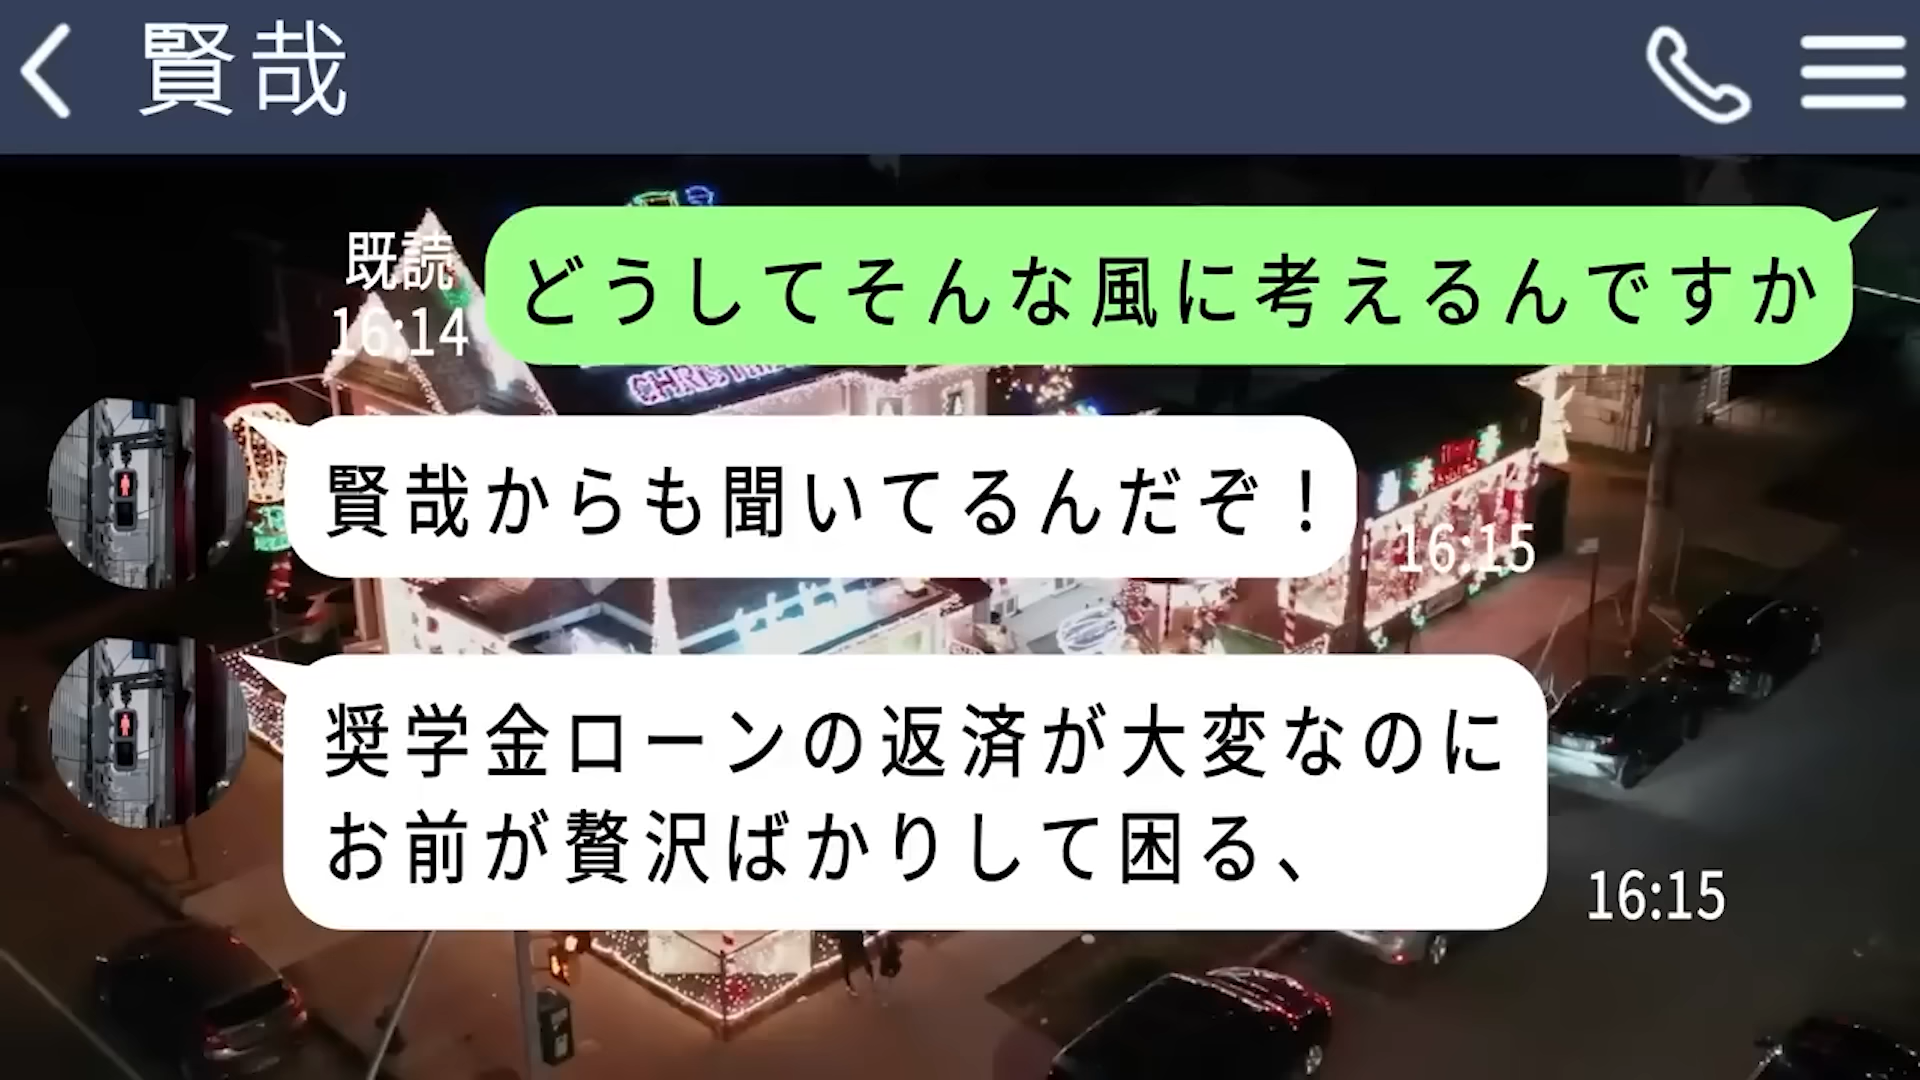 賢哉
どうしてそんな風に考えるんですか
既読
16:14
賢哉からも聞いてるんだぞ！
16:15
奨学金ローンの返済が大変なのに
お前が贅沢ばかりして困る、
16:15